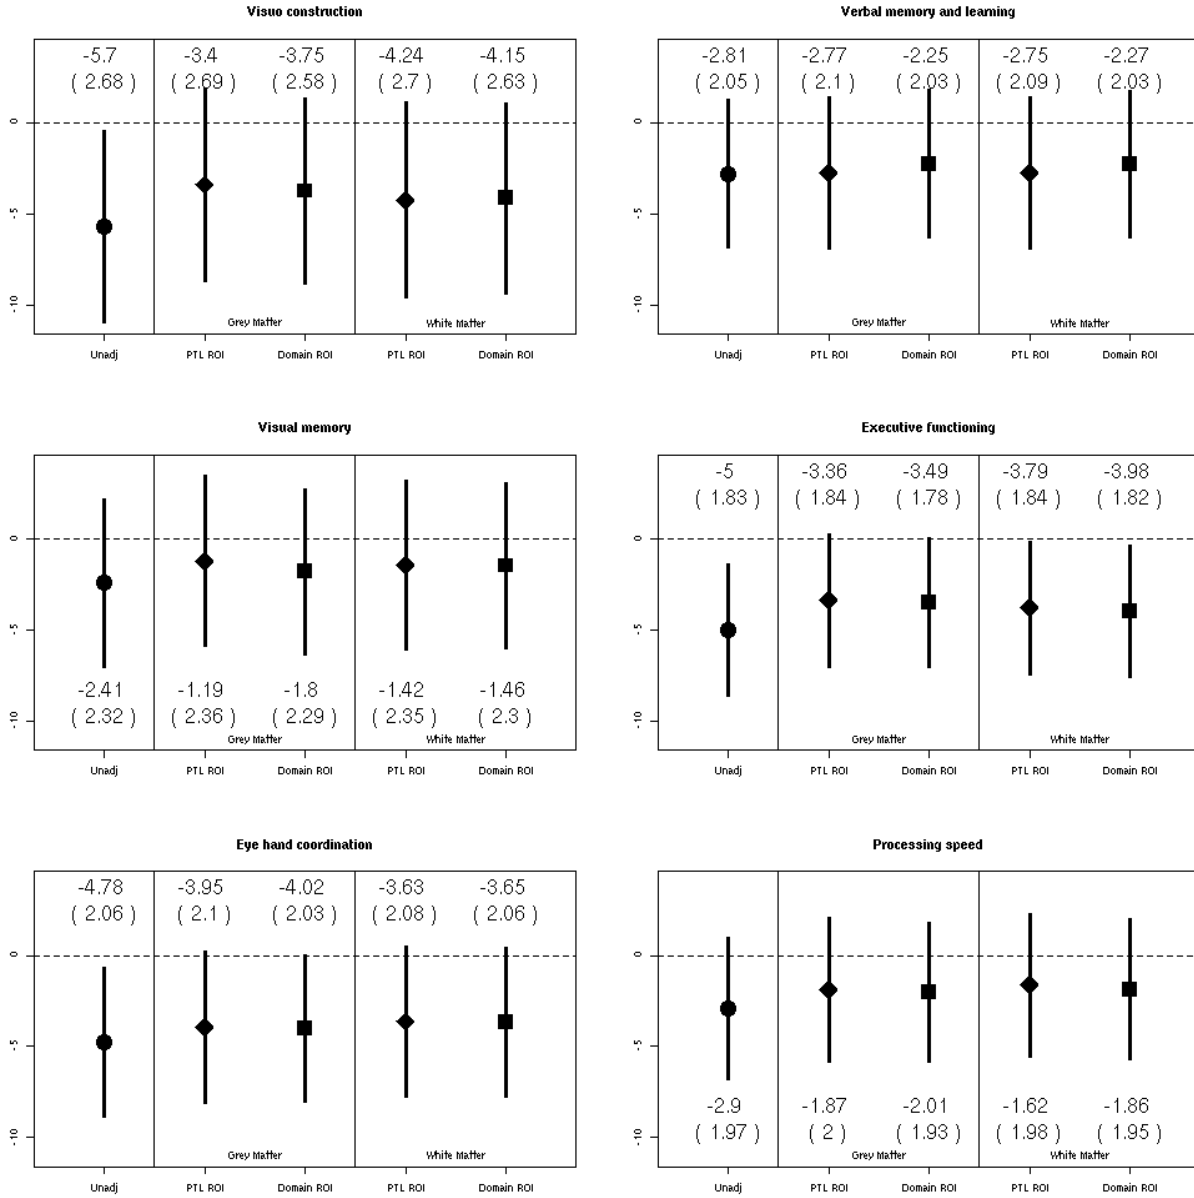 Visuo construction
-5.7 -3.4 -3.75 -4.24 -4.15
( 2.68 ) ( 2.69 ) ( 2.58 ) ( 2.7 ) ( 2.63 )
0
-5
-10
Grey Matter White Matter
Unadj PTL ROI Domain ROI PTL ROI Domain ROI
Verbal memory and learning
-2.81 -2.77 -2.25 -2.75 -2.27
( 2.05 ) ( 2.1 ) ( 2.03 ) ( 2.09 ) ( 2.03 )
0
-5
-10
Grey Matter White Matter
Unadj PTL ROI Domain ROI PTL ROI Domain ROI
Visual memory
0
-5
-2.41 -1.19 -1.8 -1.42 -1.46
( 2.32 ) ( 2.36 ) ( 2.29 ) ( 2.35 ) ( 2.3 )
-10
Grey Matter White Matter
Unadj PTL ROI Domain ROI PTL ROI Domain ROI
Executive functioning
-5 -3.36 -3.49 -3.79 -3.98
( 1.83 ) ( 1.84 ) ( 1.78 ) ( 1.84 ) ( 1.82 )
0
-5
-10
Grey Matter White Matter
Unadj PTL ROI Domain ROI PTL ROI Domain ROI
Eye hand coordination
-4.78 -3.95 -4.02 -3.63 -3.65
( 2.06 ) ( 2.1 ) ( 2.03 ) ( 2.08 ) ( 2.06 )
0
-5
-10
Grey Matter White Matter
Unadj PTL ROI Domain ROI PTL ROI Domain ROI
Processing speed
0
-5
-2.9 -1.87 -2.01 -1.62 -1.86
( 1.97 ) ( 2 ) ( 1.93 ) ( 1.98 ) ( 1.95 )
-10
Grey Matter White Matter
Unadj PTL ROI Domain ROI PTL ROI Domain ROI